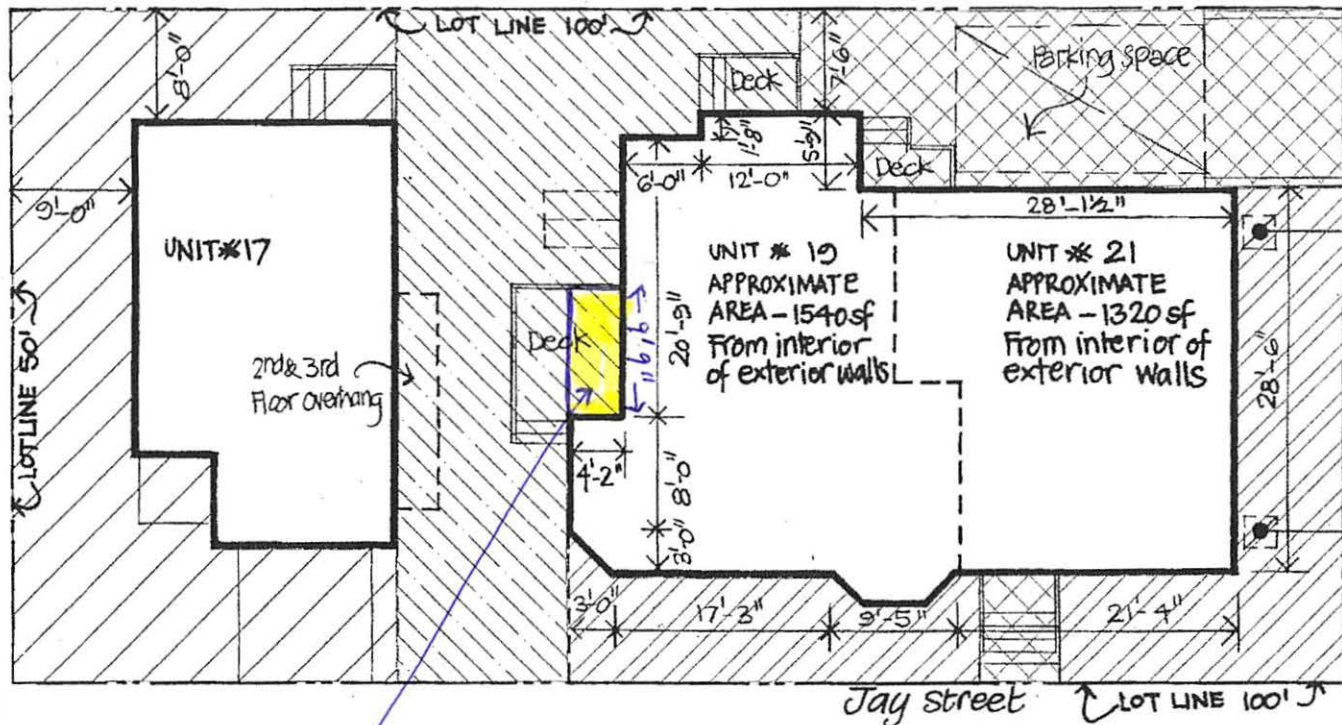 LOT LINE 100'
8'-0"
Deck
7'-6"
Parking space
1'-8"
5'-9"
6'-0"
12'-0"
Deck
9'-0"
28'-1½"
UNIT # 17
UNIT # 19
APPROXIMATE
AREA - 1540 sf
From interior
of exterior walls
UNIT # 21
APPROXIMATE
AREA - 1320 sf
From interior of
exterior walls
LOT LINE 50'
2nd & 3rd
Floor overhang
Deck
9'9"
20'-9"
28'-6"
4'-2"
8'-0"
3'-0"
3'-0"
17'-3"
9'-5"
21'-4"
Jay street
LOT LINE 100'